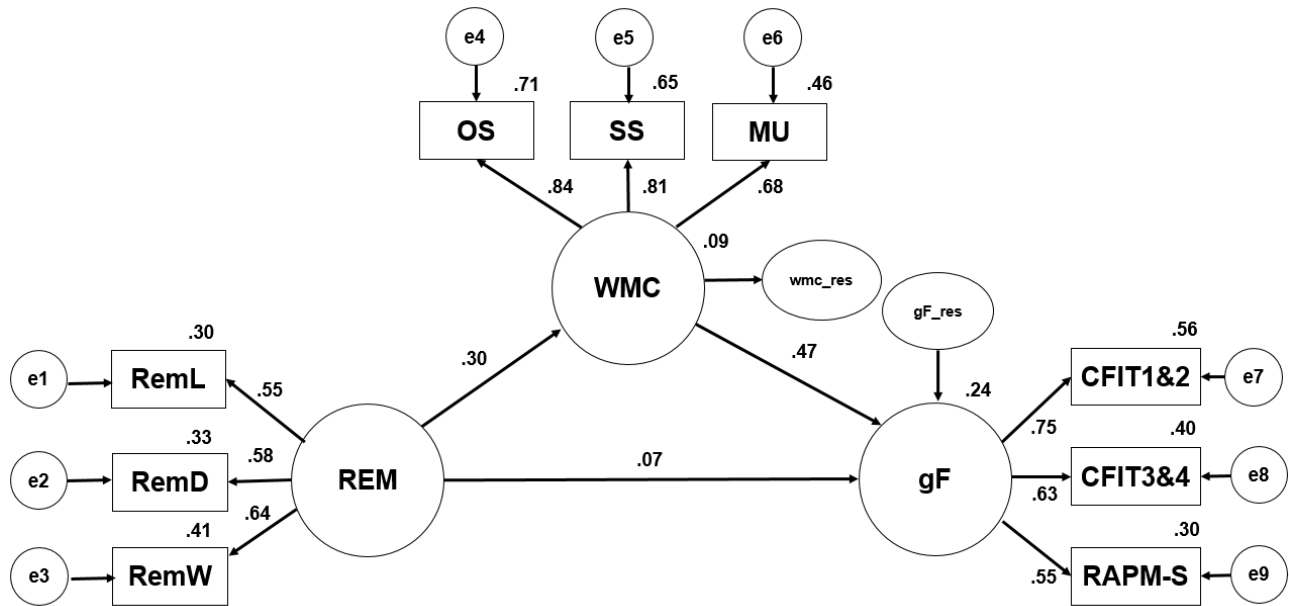 e4
e5
e6
.71
.65
.46
OS
SS
MU
.84
.81
.68
.09
WMC
wmc_res
gF_res
.30
.47
.30
.56
e1
RemL
.55
CFIT1&2
e7
.24
.75
.33
.40
e2
RemD
.58
REM
.07
gF
CFIT3&4
e8
.63
.41
.64
.30
e3
RemW
.55
RAPM-S
e9